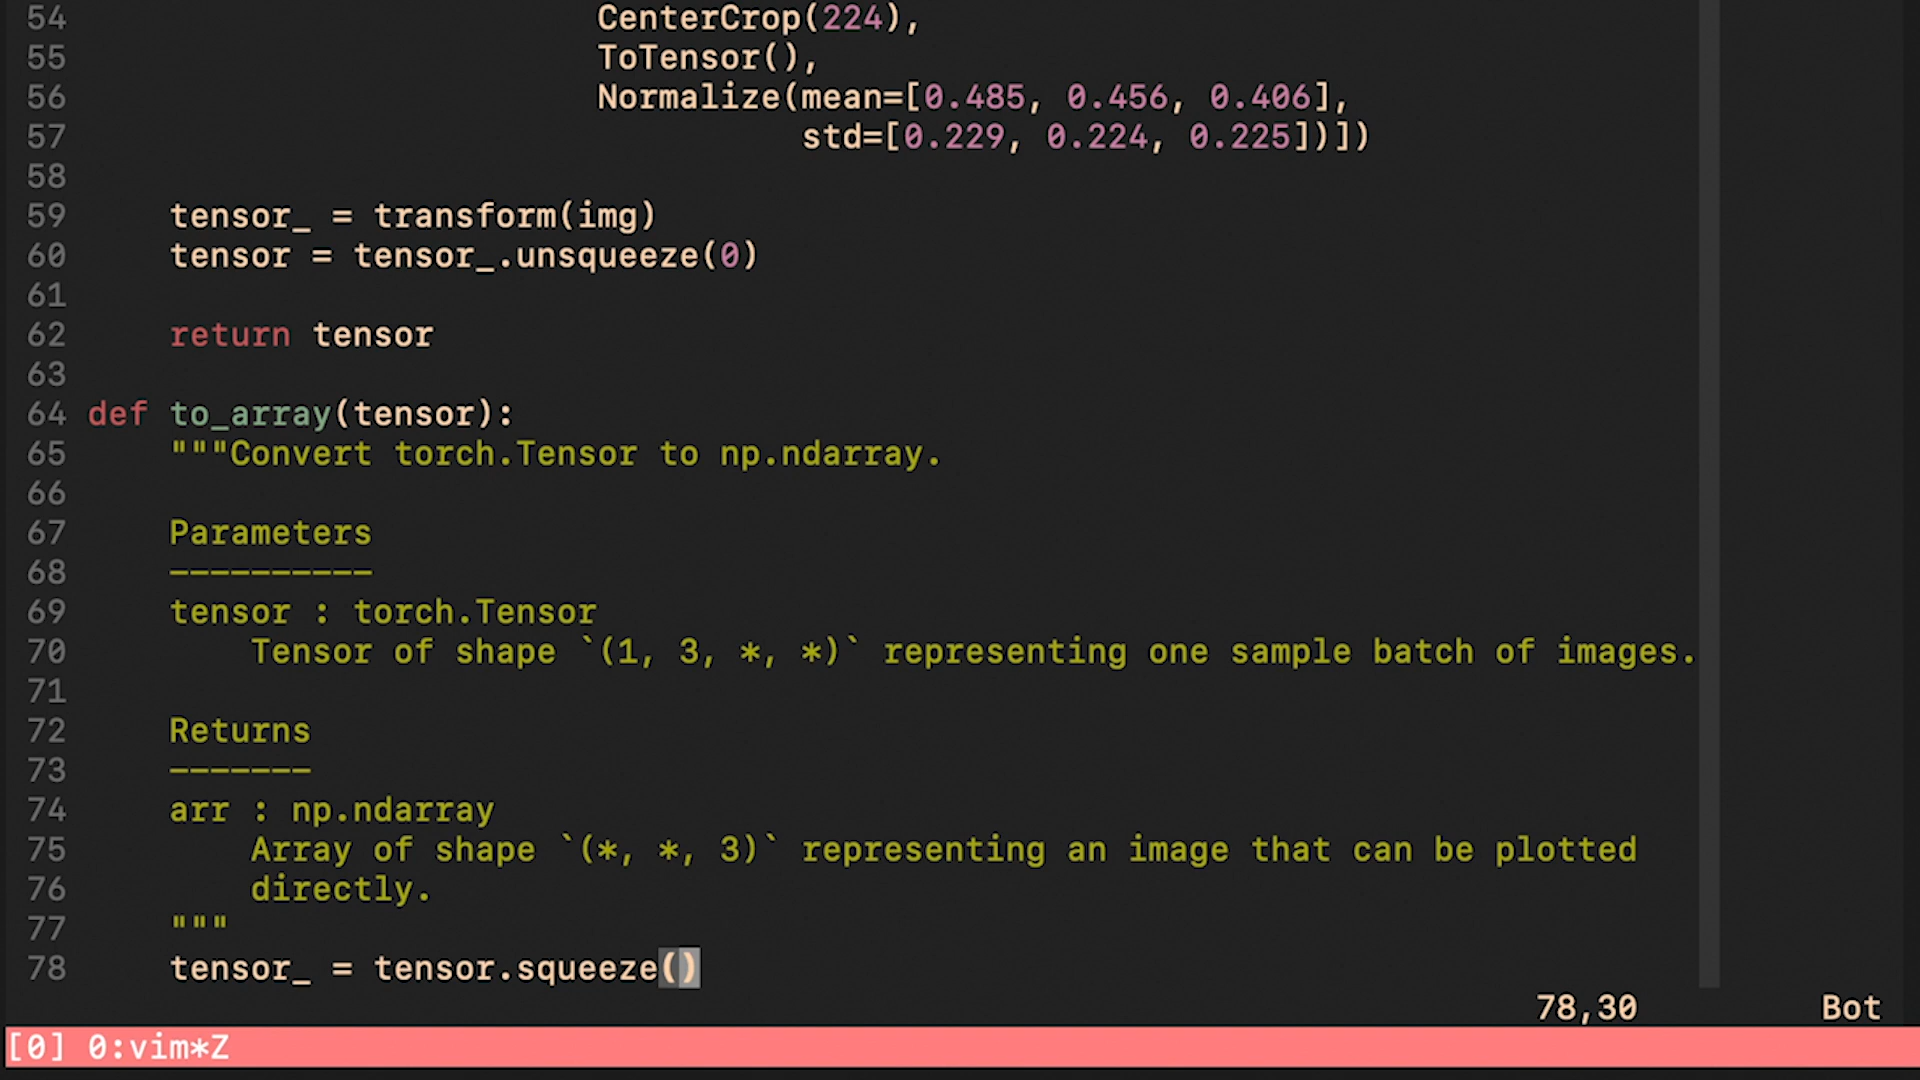 54 CenterCrop(224),
55 ToTensor(),
56 Normalize(mean=[0.485, 0.456, 0.406],
57 std=[0.229, 0.224, 0.225])])
58
59 tensor_ = transform(img)
60 tensor = tensor_.unsqueeze(0)
61
62 return tensor
63
64 def to_array(tensor):
65 """Convert torch.Tensor to np.ndarray.
66
67 Parameters
68 ----------
69 tensor : torch.Tensor
70 Tensor of shape `(1, 3, *, *)` representing one sample batch of images.
71
72 Returns
73 -------
74 arr : np.ndarray
75 Array of shape `(*, *, 3)` representing an image that can be plotted
76 directly.
77 """
78 tensor_ = tensor.squeeze()
78,30 Bot
[0] 0:vim*Z